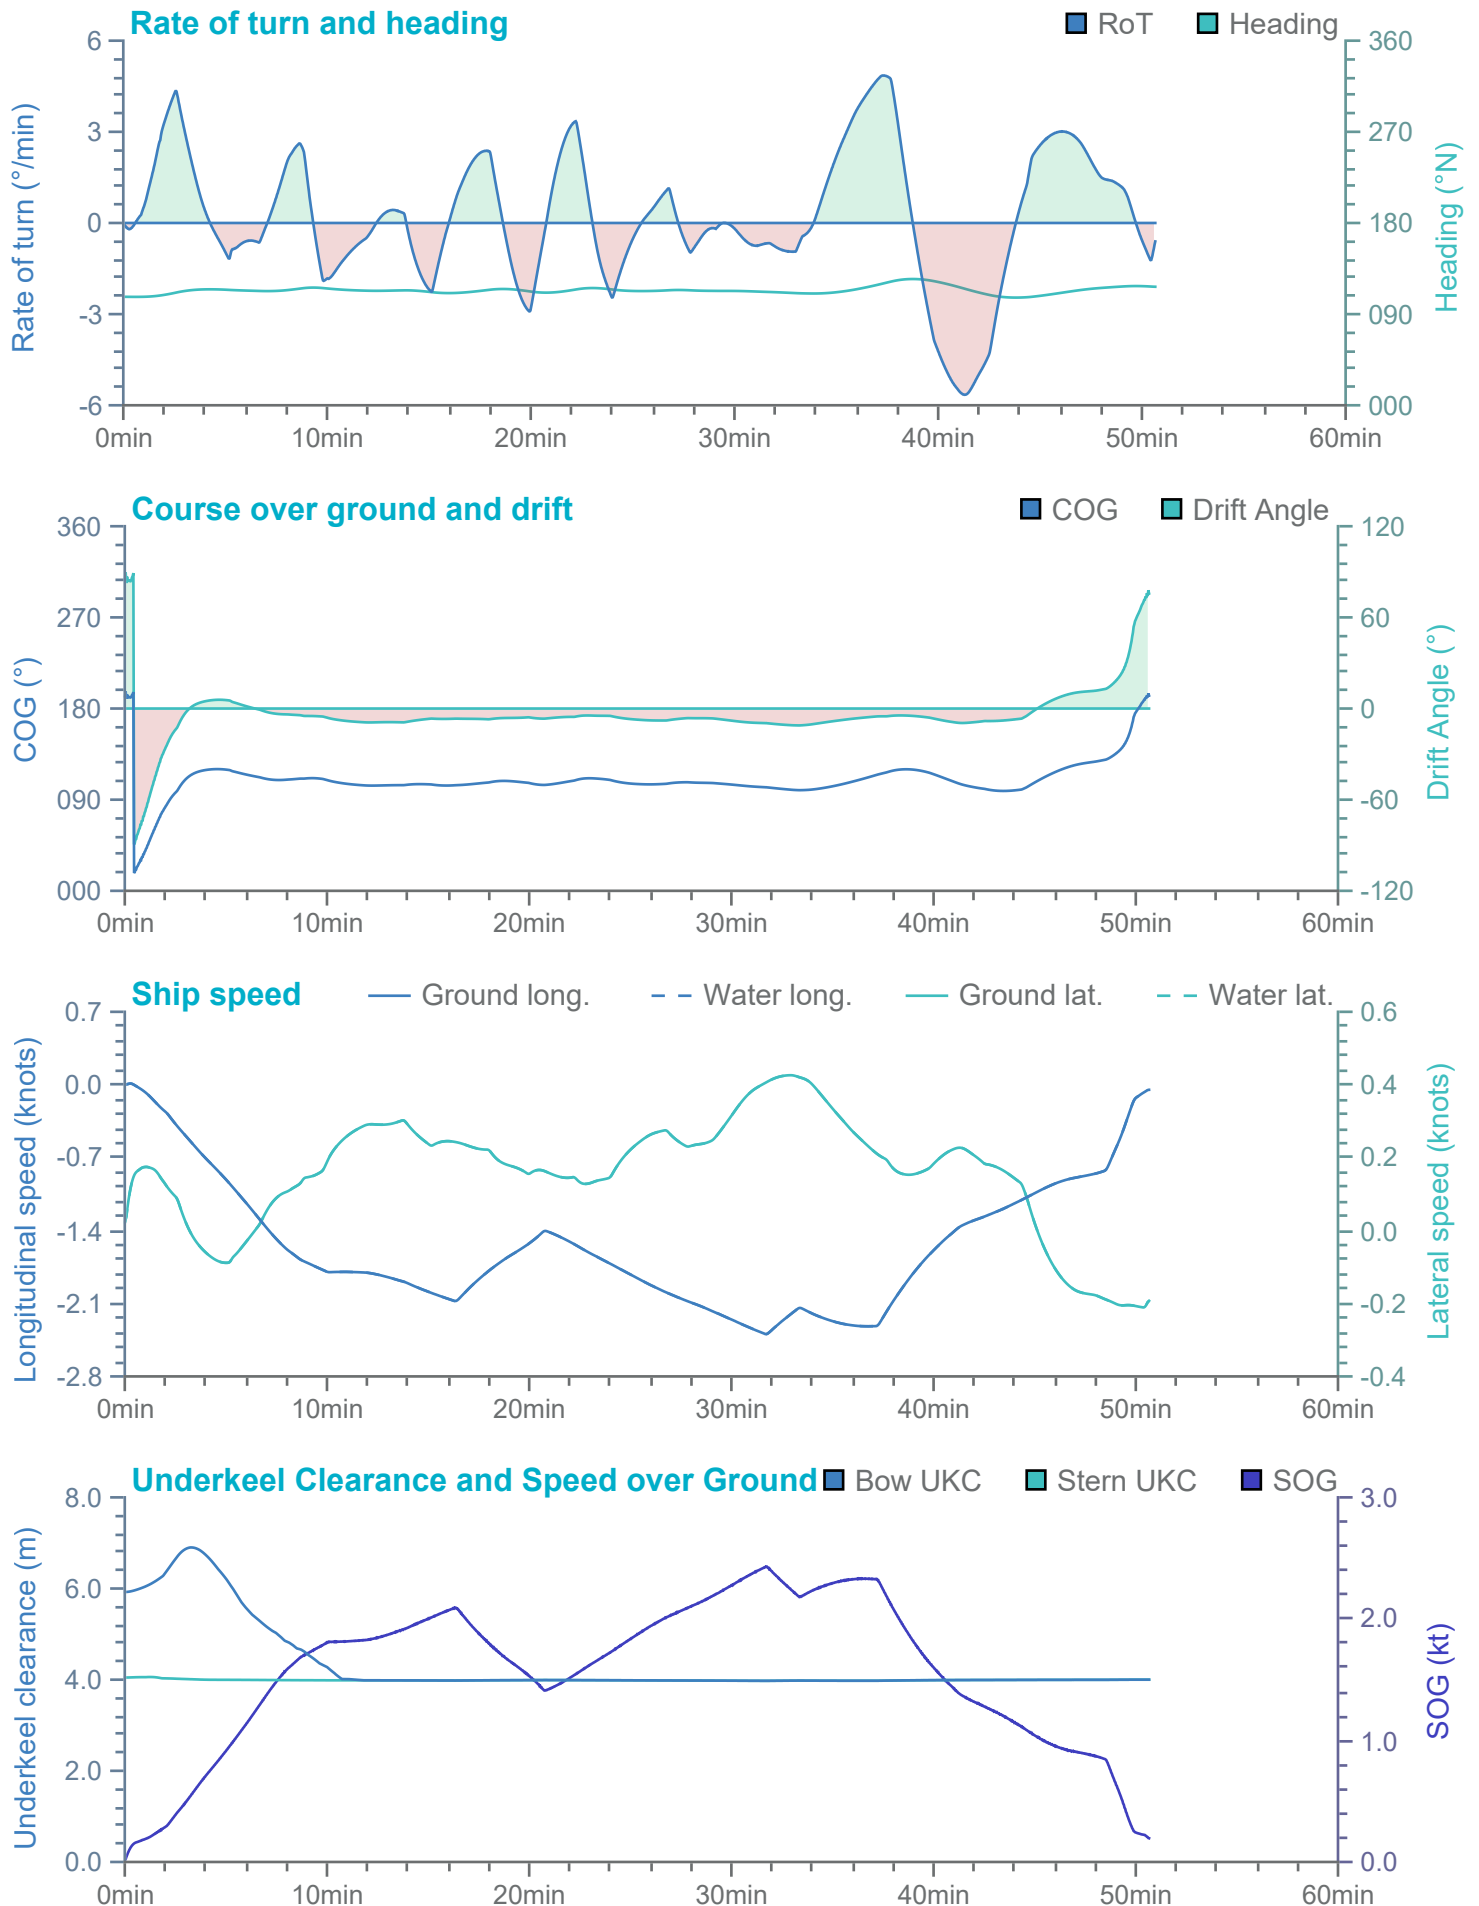 Rate of turn and heading
RoT Heading
6 3 0 -3 -6
Rate of turn (°/min)
360 270 180 090 000
Heading (°N)
0min 10min 20min 30min 40min 50min 60min
Course over ground and drift
COG Drift Angle
360 270 180 090 000
COG (°)
120 60 0 -60 -120
Drift Angle (°)
0min 10min 20min 30min 40min 50min 60min
Ship speed
Ground long. Water long. Ground lat. Water lat.
0.7 0.0 -0.7 -1.4 -2.1 -2.8
Longitudinal speed (knots)
0.6 0.4 0.2 0.0 -0.2 -0.4
Lateral speed (knots)
0min 10min 20min 30min 40min 50min 60min
Underkeel Clearance and Speed over Ground
Bow UKC Stern UKC SOG
8.0 6.0 4.0 2.0 0.0
Underkeel clearance (m)
3.0 2.0 1.0 0.0
SOG (kt)
0min 10min 20min 30min 40min 50min 60min